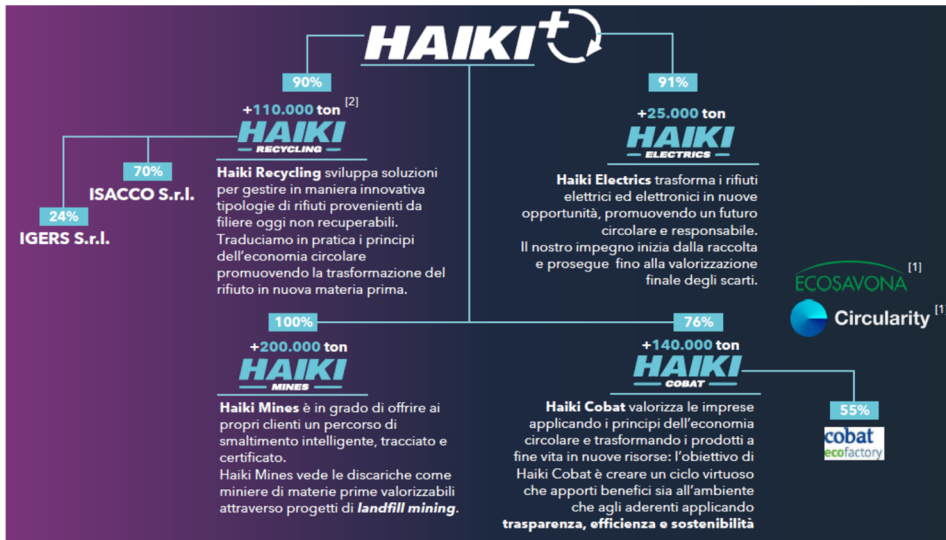 HAIKI+
90%
+110.000 ton [2]
HAIKI
RECYCLING
70%
ISACCO S.r.l.
24%
IGERS S.r.l.
Haiki Recycling sviluppa soluzioni
per gestire in maniera innovativa
tipologie di rifiuti provenienti da
filiere oggi non recuperabili.
Traduciamo in pratica i principi
dell'economia circolare
promuovendo la trasformazione del
rifiuto in nuova materia prima.
91%
+25.000 ton
HAIKI
ELECTRICS
Haiki Electrics trasforma i rifiuti
elettrici ed elettronici in nuove
opportunità, promuovendo un futuro
circolare e responsabile.
Il nostro impegno inizia dalla raccolta
e prosegue fino alla valorizzazione
finale degli scarti.
ECOSAVONA [1]
Circularity [1]
100%
+200.000 ton
HAIKI
MINES
Haiki Mines è in grado di offrire ai
propri clienti un percorso di
smaltimento intelligente, tracciato e
certificato.
Haiki Mines vede le discariche come
miniere di materie prime valorizzabili
attraverso progetti di landfill mining.
76%
+140.000 ton
HAIKI
COBAT
Haiki Cobat valorizza le imprese
applicando i principi dell'economia
circolare e trasformando i prodotti a
fine vita in nuove risorse: l'obiettivo di
Haiki Cobat è creare un ciclo virtuoso
che apporti benefici sia all'ambiente
che agli aderenti applicando
trasparenza, efficienza e sostenibilità
55%
cobat
ecofactory